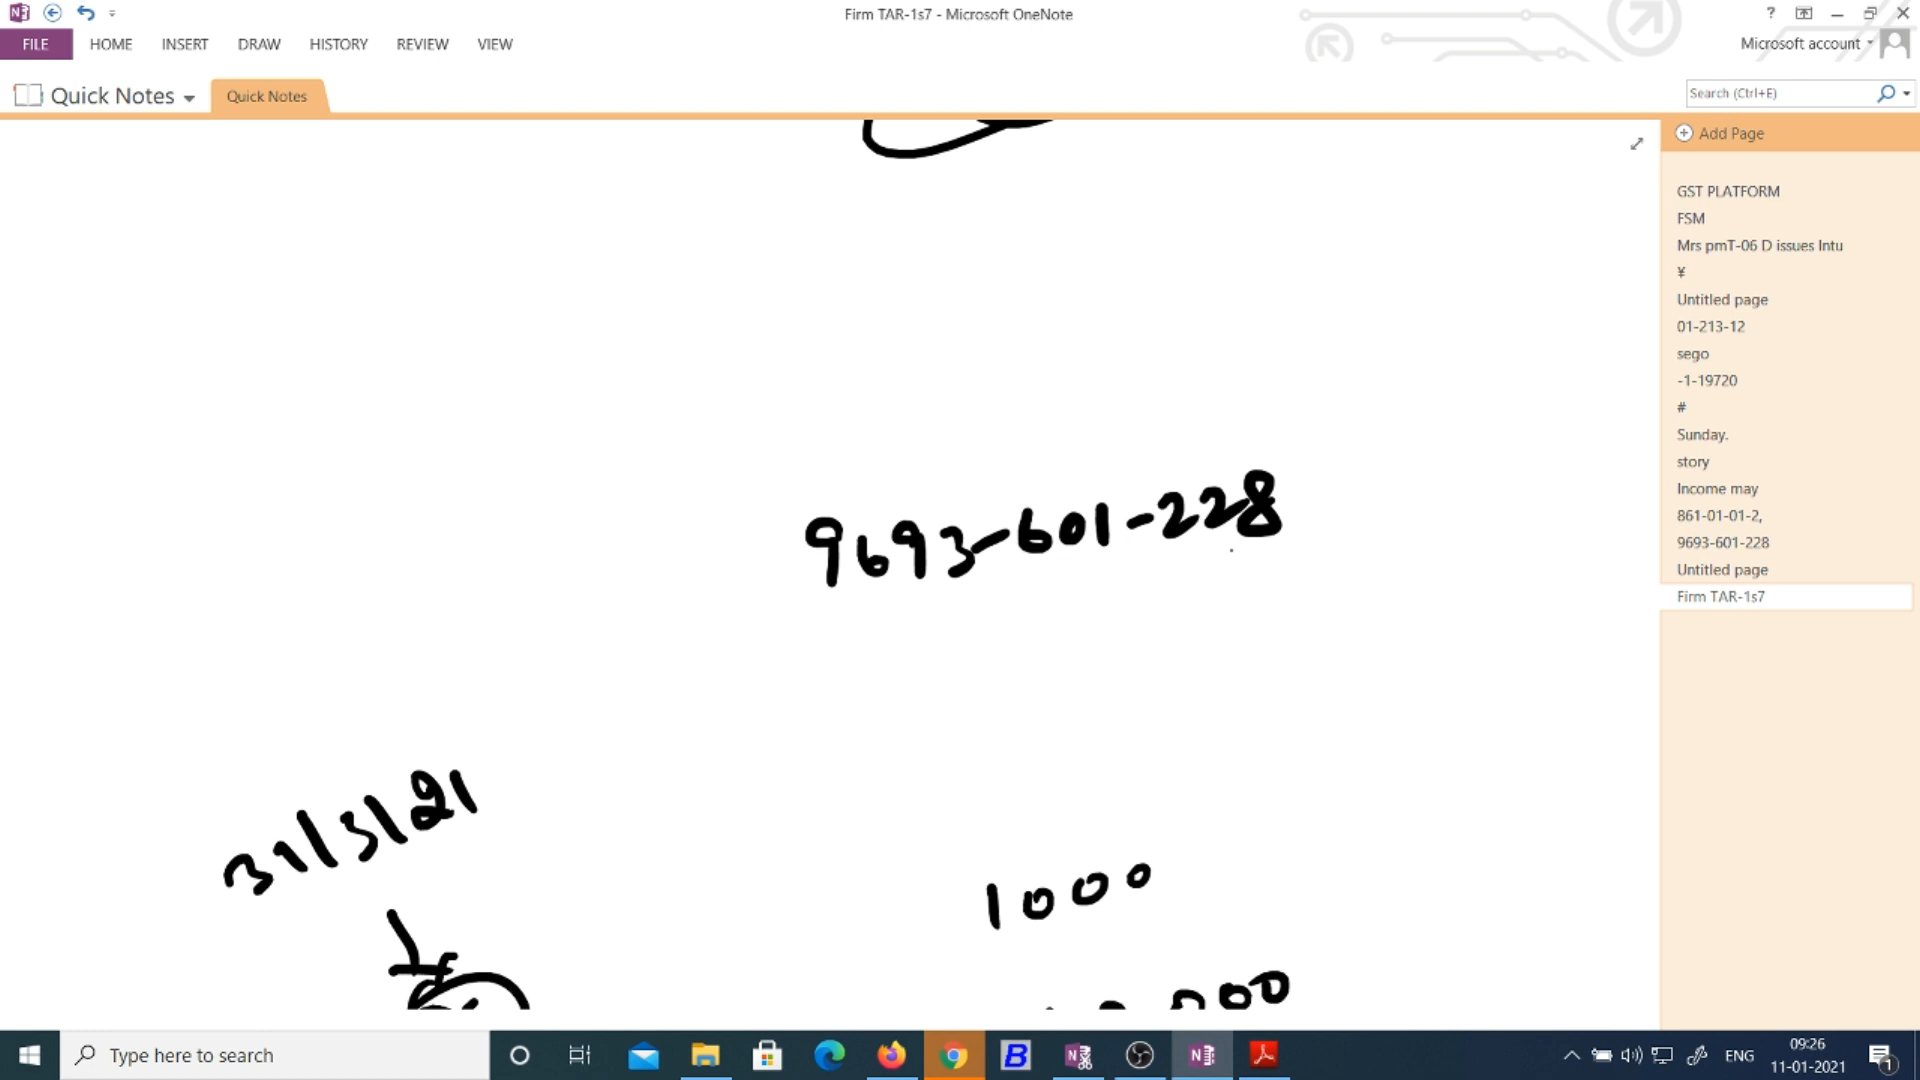 Firm TAR-1s7 - Microsoft OneNote
?
FILE HOME INSERT DRAW HISTORY REVIEW VIEW
Microsoft account
Quick Notes
Quick Notes
Search (Ctrl+E)
Add Page
GST PLATFORM
FSM
Mrs pmT-06 D issues Intu
¥
Untitled page
01-213-12
sego
-1-19720
#
Sunday.
story
Income may
861-01-01-2,
9693-601-228
Untitled page
Firm TAR-1s7
9693-601-228
31/3/21
1000
Type here to search
ENG
09:26
11-01-2021
1